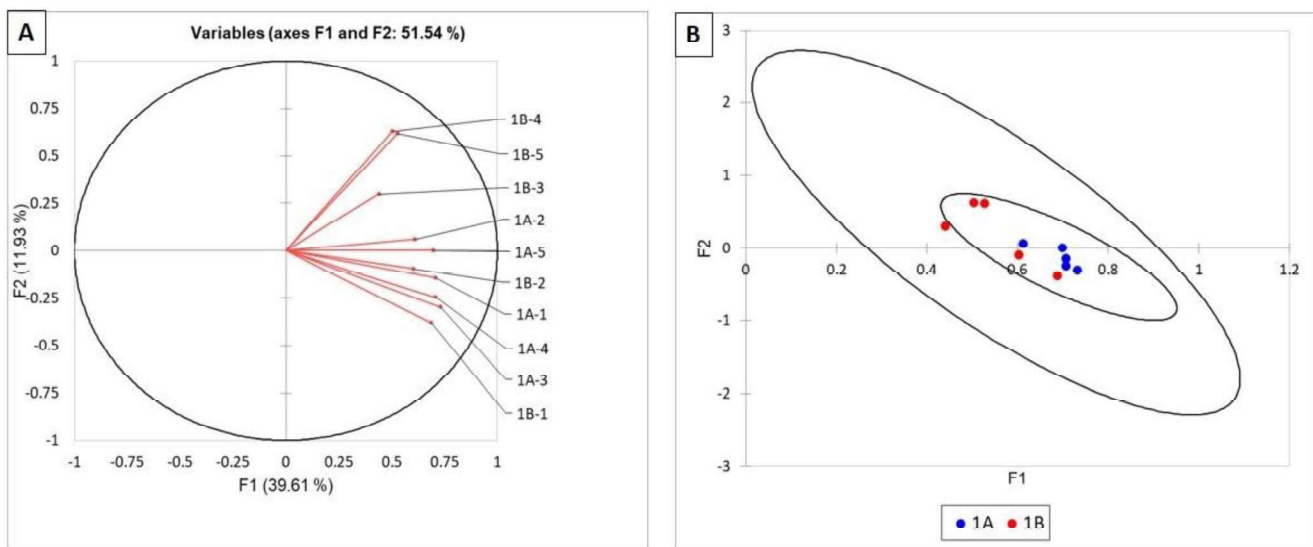 A
Variables (axes F1 and F2: 51.54 %)
1
0.75
0.5
0.25
0
-0.25
-0.5
-0.75
-1
F2 (11.93 %)
1B-4
1B-5
1B-3
1A-2
1A-5
1B-2
1A-1
1A-4
1A-3
1B-1
-1 -0.75 -0.5 -0.25 0 0.25 0.5 0.75 1
F1 (39.61 %)
B
3
2
1
0
-1
-2
-3
F2
0 0.2 0.4 0.6 0.8 1 1.2
F1
1A 1B